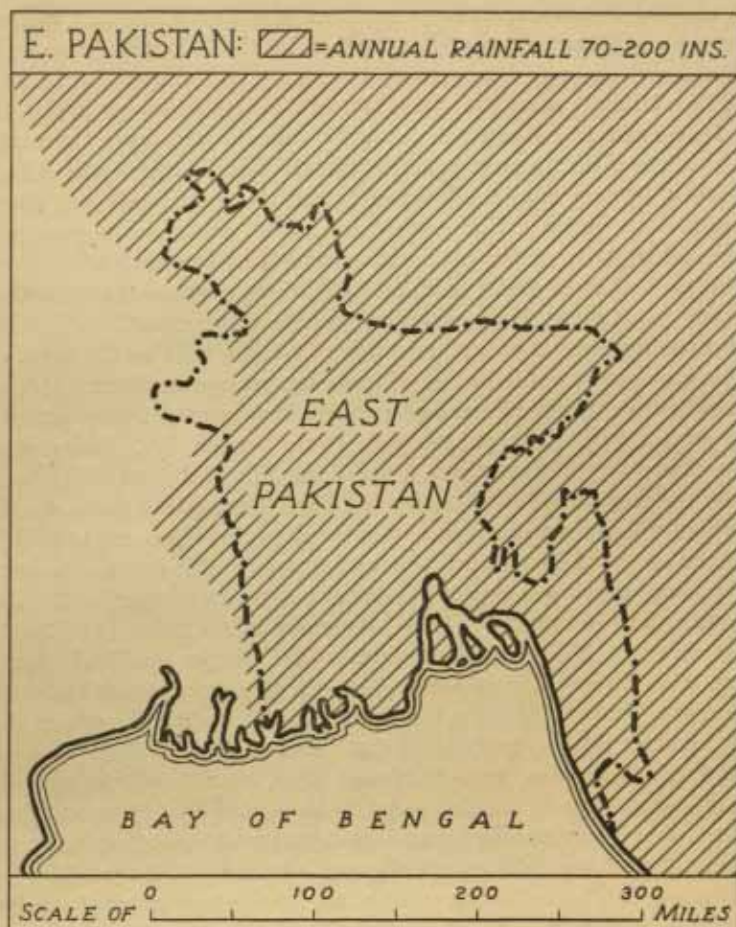 E. PAKISTAN: =ANNUAL RAINFALL 70-200 INS.
EAST
PAKISTAN
BAY OF BENGAL
0 100 200 300
SCALE OF MILES